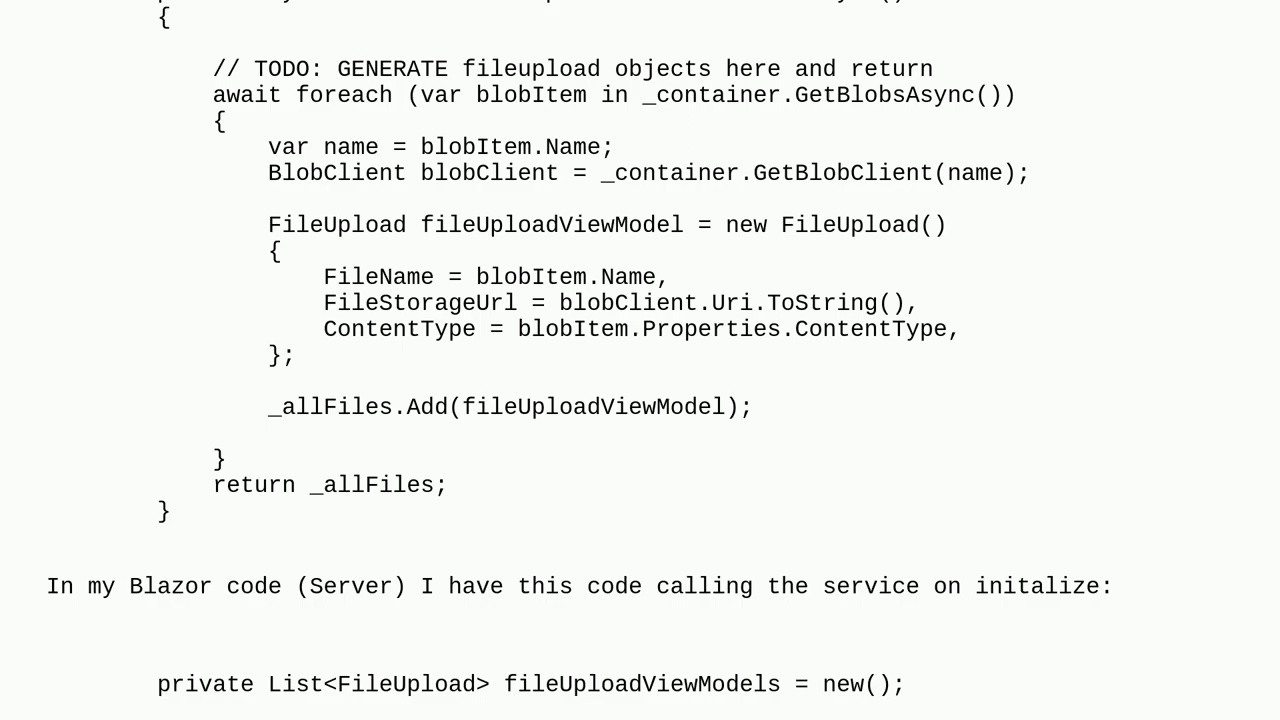 {
// TODO: GENERATE fileupload objects here and return
await foreach (var blobItem in _container.GetBlobsAsync())
{
var name = blobItem.Name;
BlobClient blobClient = _container.GetBlobClient(name);
FileUpload fileUploadViewModel = new FileUpload()
{
FileName = blobItem.Name,
FileStorageUrl = blobClient.Uri.ToString(),
ContentType = blobItem.Properties.ContentType,
};
_allFiles.Add(fileUploadViewModel);
}
return _allFiles;
}
In my Blazor code (Server) I have this code calling the service on initalize:
private List<FileUpload> fileUploadViewModels = new();